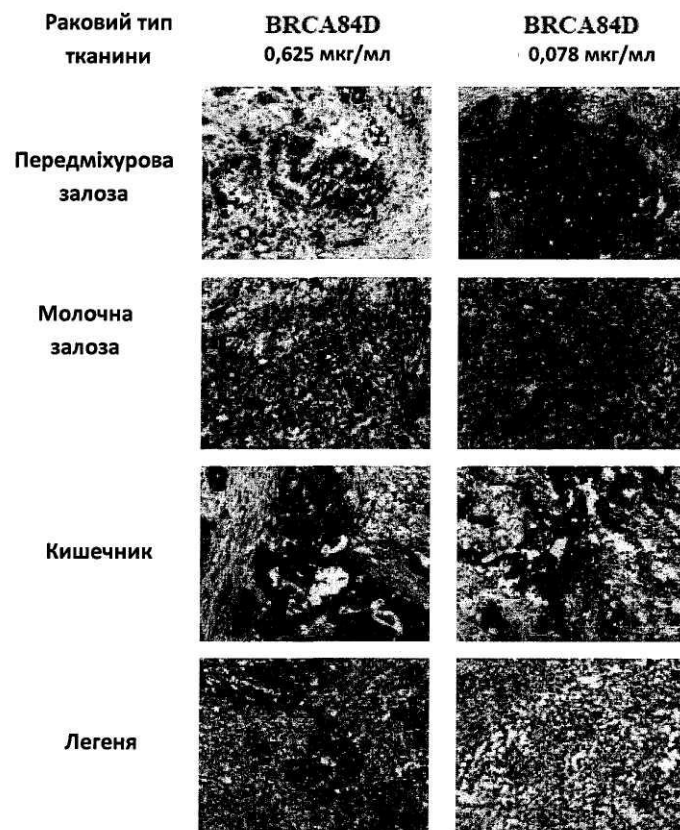 Раковий тип
тканини
BRCA84D
0,625 мкг/мл
BRCA84D
0,078 мкг/мл
Передміхурова
залоза
Молочна
залоза
Кишечник
Легеня